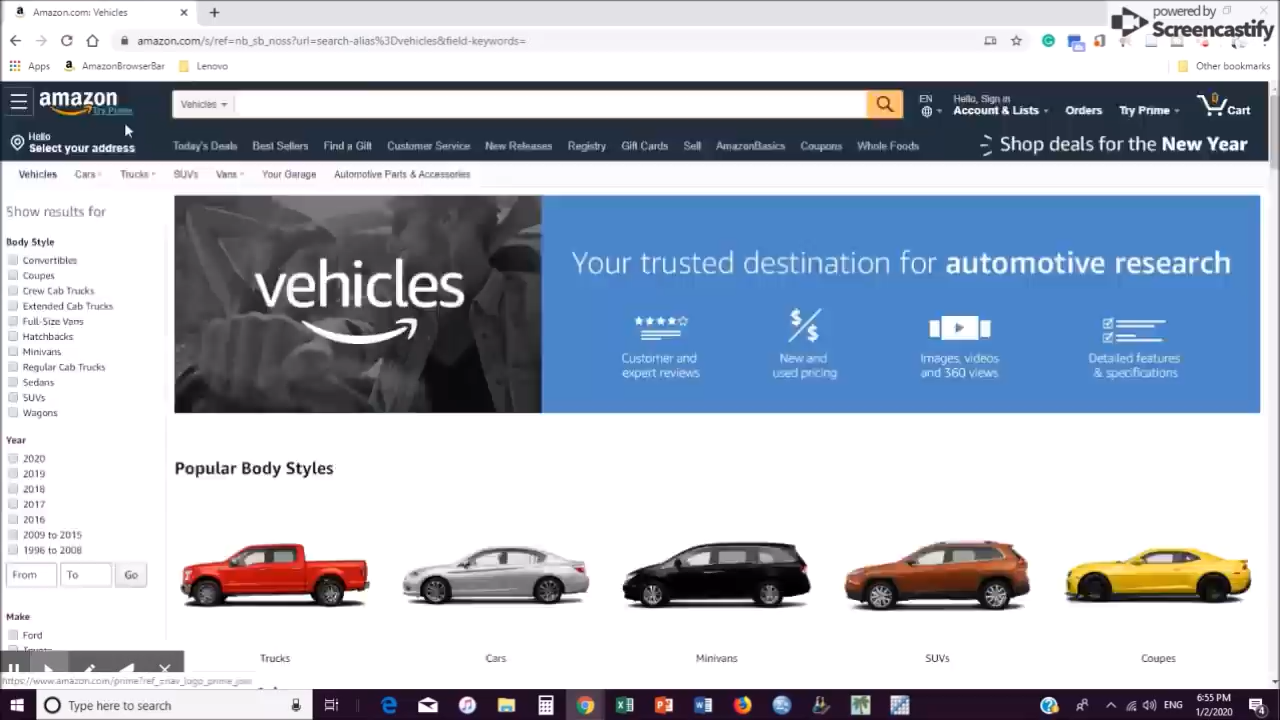 Amazon.com: Vehicles
powered by
Screencastify
amazon.com/s/ref=nb_sb_noss?url=search-alias%3Dvehicles&field-keywords=
Apps AmazonBrowserBar Lenovo Other bookmarks
amazon
Try Prime
Vehicles
EN
Hello, Sign in
Account & Lists
Orders
Try Prime
0
Cart
Hello
Select your address
Today's Deals Best Sellers Find a Gift Customer Service New Releases Registry Gift Cards Sell AmazonBasics Coupons Whole Foods
Shop deals for the New Year
Vehicles Cars Trucks SUVs Vans Your Garage Automotive Parts & Accessories
Show results for
Body Style
Convertibles
Coupes
Crew Cab Trucks
Extended Cab Trucks
Full-Size Vans
Hatchbacks
Minivans
Regular Cab Trucks
Sedans
SUVs
Wagons
Year
2020
2019
2018
2017
2016
2009 to 2015
1996 to 2008
From To Go
Make
Ford
vehicles
Your trusted destination for automotive research
$/$
Customer and
expert reviews
New and
used pricing
Images, videos
and 360 views
Detailed features
& specifications
Popular Body Styles
Trucks Cars Minivans SUVs Coupes
Type here to search
ENG
6:55 PM
1/2/2020
4